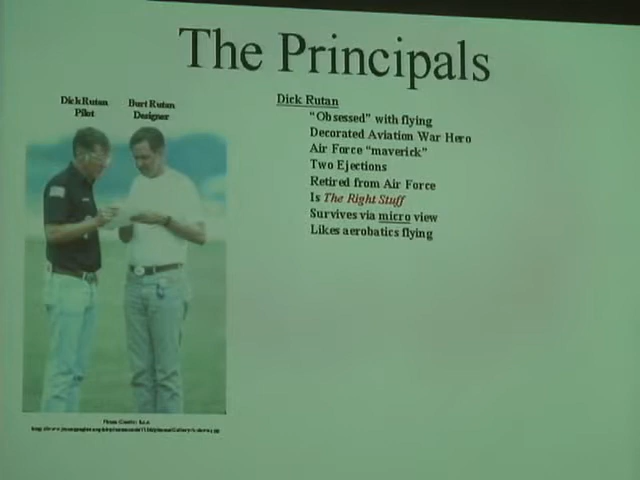 The Principals
Dick Rutan
Pilot
Burt Rutan
Designer
Dick Rutan
"Obsessed" with flying
Decorated Aviation War Hero
Air Force "maverick"
Two Ejections
Retired from Air Force
Is The Right Stuff
Survives via micro view
Likes aerobatics flying